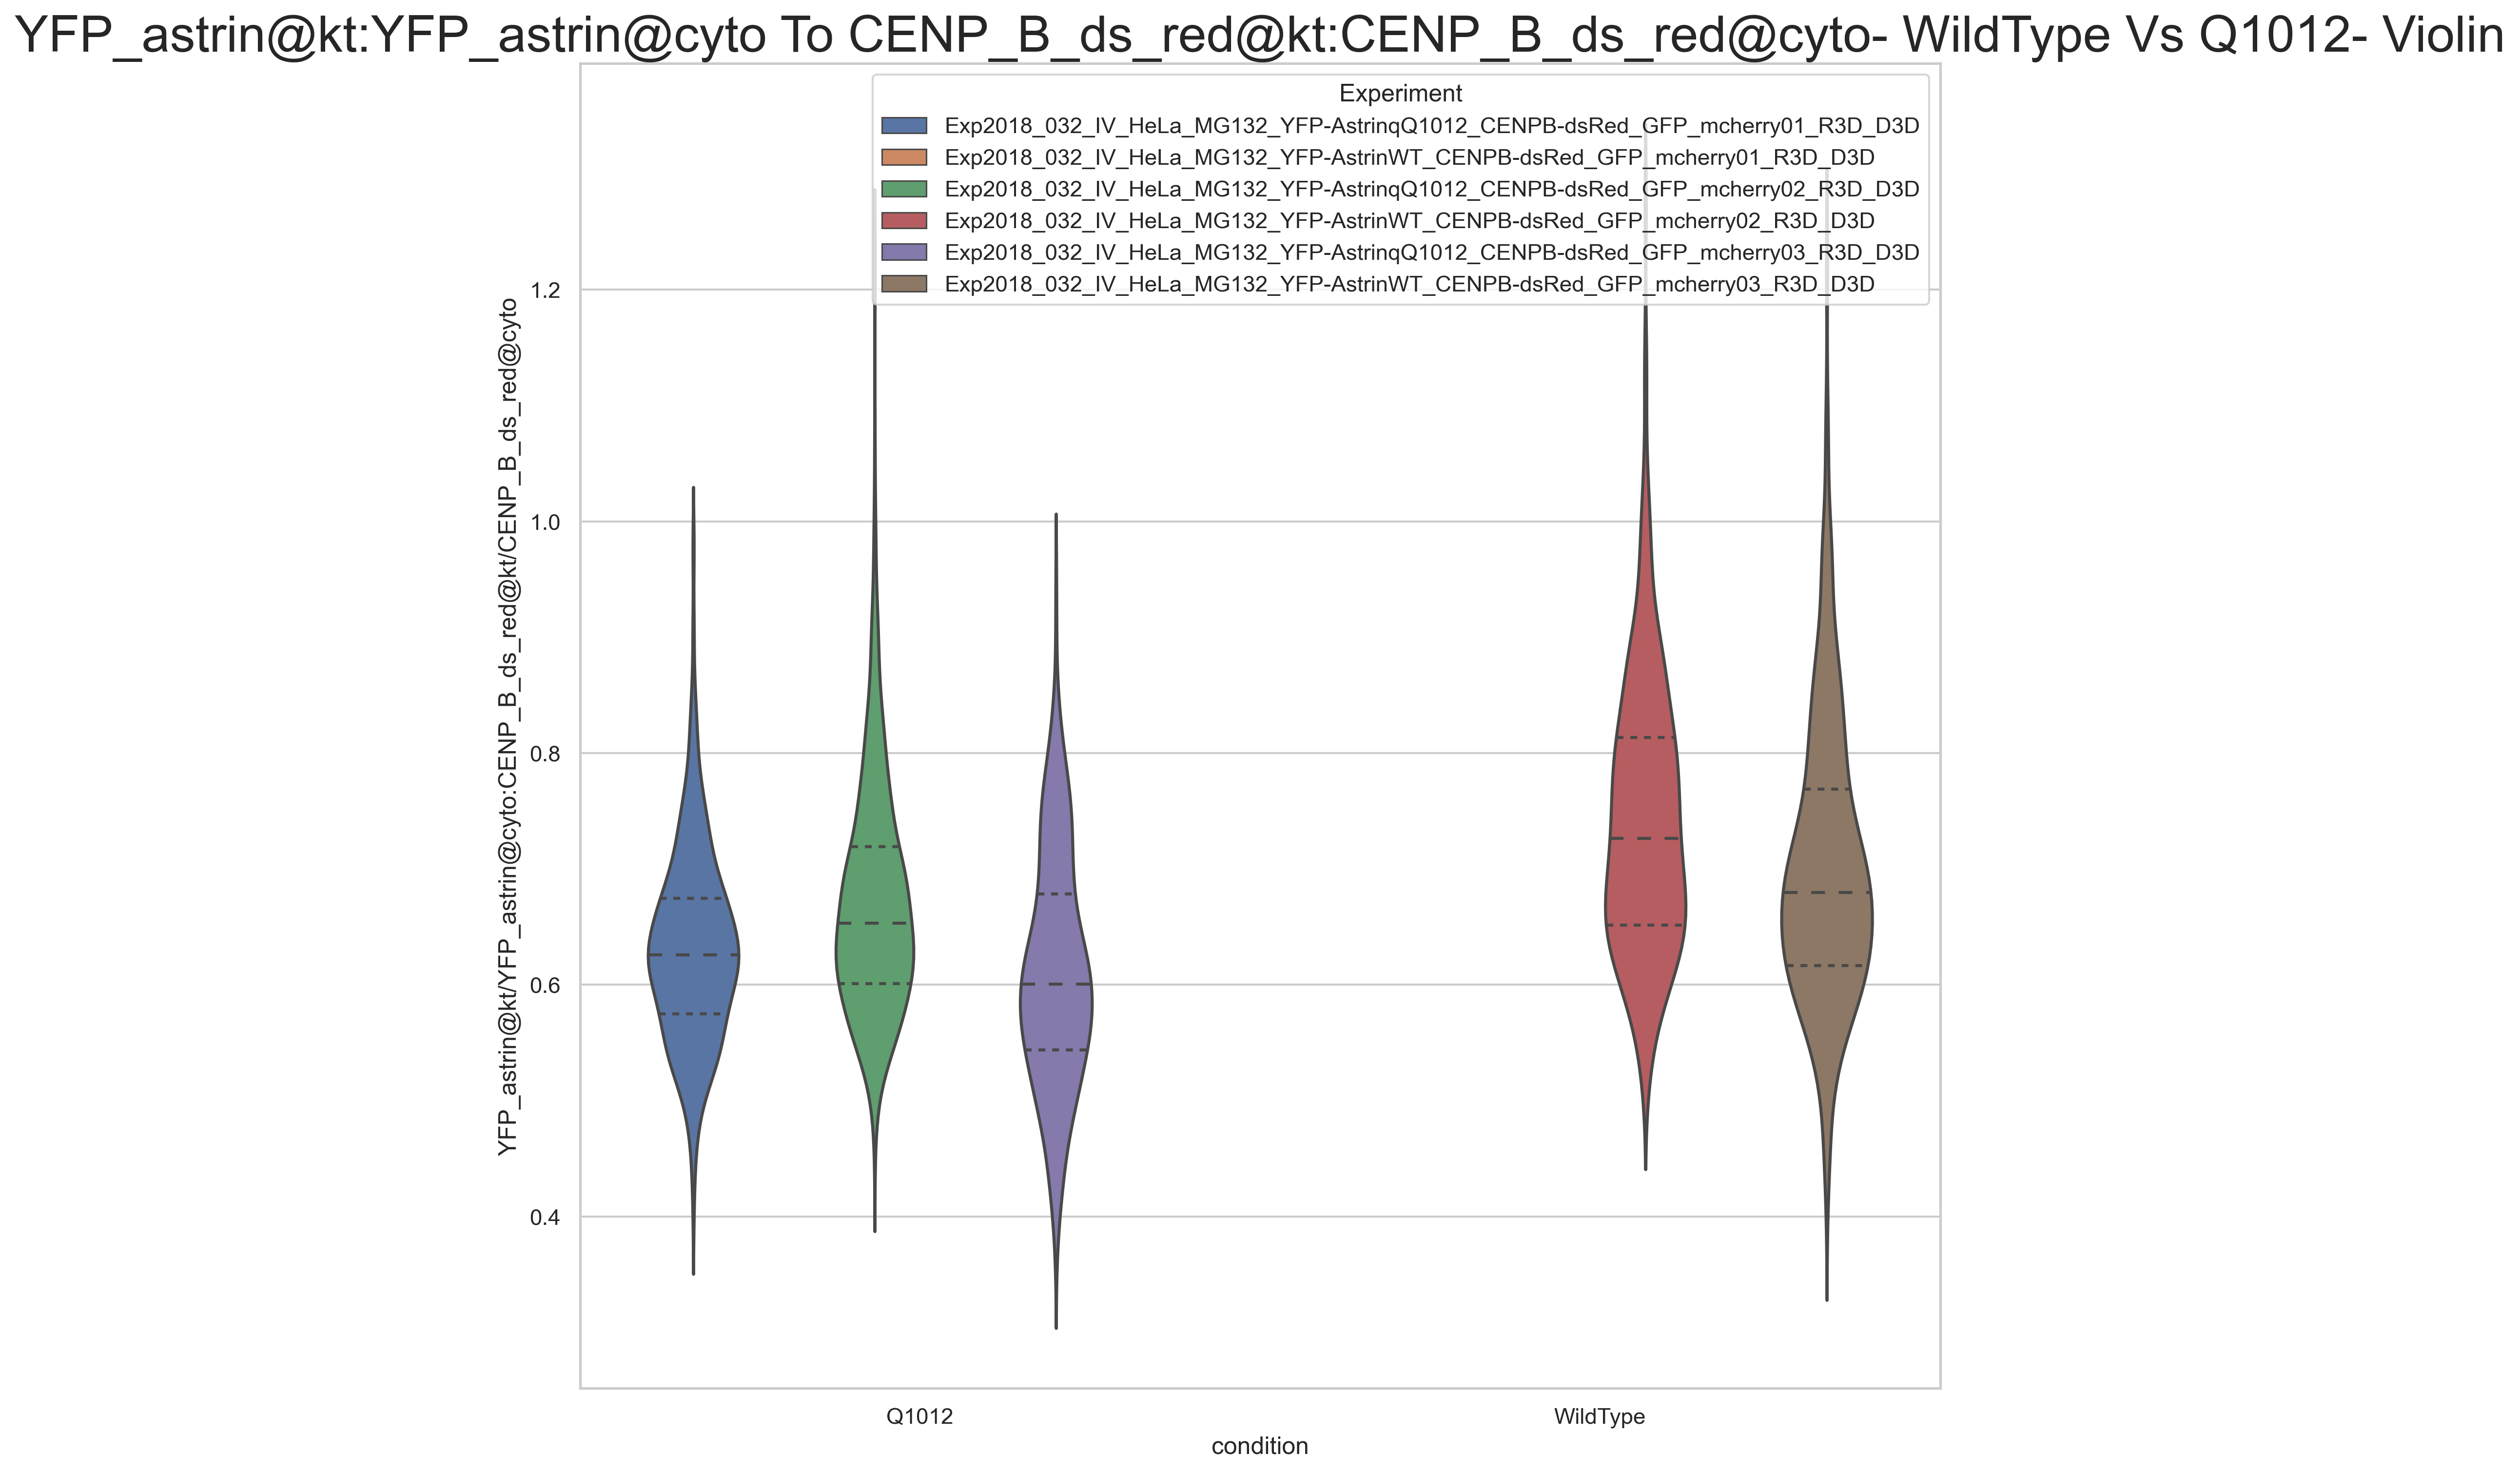 YFP_astrin@kt:YFP_astrin@cyto To CENP_B_ds_red@kt:CENP_B_ds_red@cyto- WildType Vs Q1012- Violin
Experiment
Exp2018_032_IV_HeLa_MG132_YFP-AstrinqQ1012_CENPB-dsRed_GFP_mcherry01_R3D_D3D
Exp2018_032_IV_HeLa_MG132_YFP-AstrinWT_CENPB-dsRed_GFP_mcherry01_R3D_D3D
Exp2018_032_IV_HeLa_MG132_YFP-AstrinqQ1012_CENPB-dsRed_GFP_mcherry02_R3D_D3D
Exp2018_032_IV_HeLa_MG132_YFP-AstrinWT_CENPB-dsRed_GFP_mcherry02_R3D_D3D
Exp2018_032_IV_HeLa_MG132_YFP-AstrinqQ1012_CENPB-dsRed_GFP_mcherry03_R3D_D3D
Exp2018_032_IV_HeLa_MG132_YFP-AstrinWT_CENPB-dsRed_GFP_mcherry03_R3D_D3D
YFP_astrin@kt/YFP_astrin@cyto:CENP_B_ds_red@kt/CENP_B_ds_red@cyto
1.2
1.0
0.8
0.6
0.4
Q1012
WildType
condition